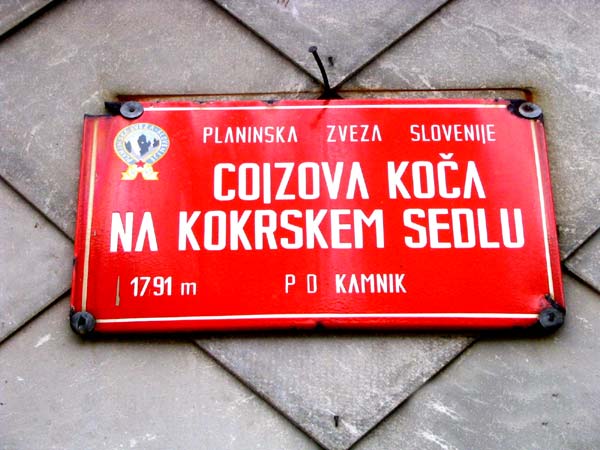 PLANINSKA ZVEZA SLOVENIJE
COJZOVA KOČA
NA KOKRSKEM SEDLU
1791 m P D KAMNIK